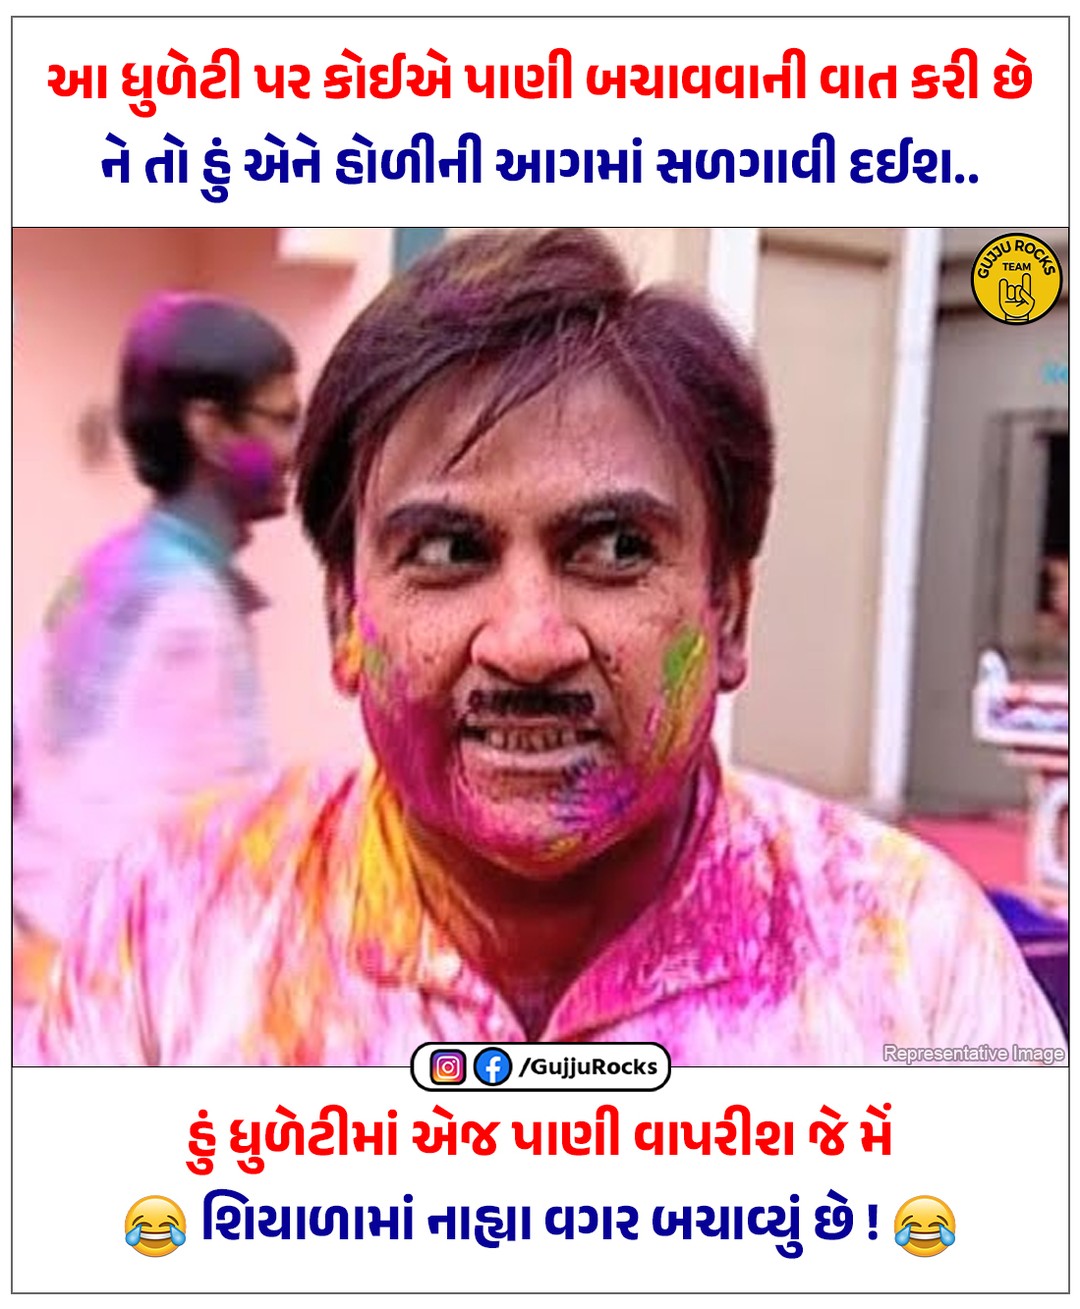 આ ધુળેટી પર કોઈએ પાણી બચાવવાની વાત કરી છે
ને તો હું એને હોળીની આગમાં સળગાવી દઈશ..
GUJJU ROCKS
TEAM
Representative Image
/GujjuRocks
હું ધુળેટીમાં એજ પાણી વાપરીશ જે મેં
😂 શિયાળામાં નાહ્યા વગર બચાવ્યું છે ! 😂